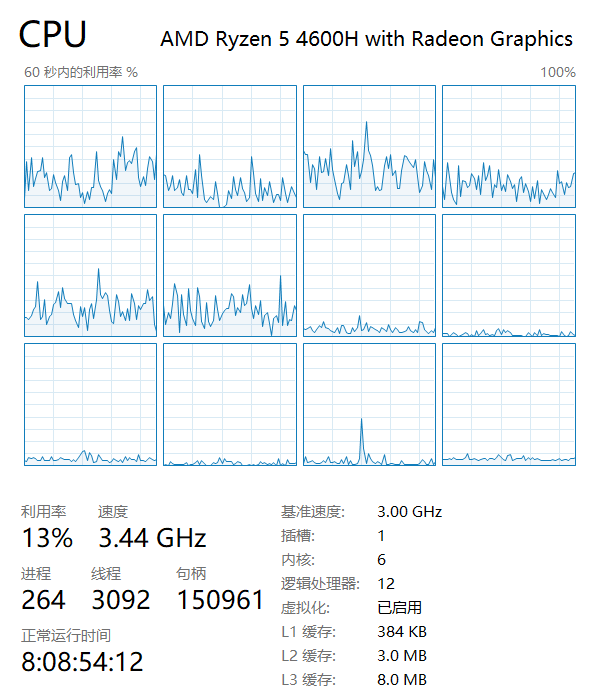 CPU
AMD Ryzen 5 4600H with Radeon Graphics
60 秒内的利用率 %
100%
利用率
速度
13%
3.44 GHz
进程
线程
句柄
264
3092
150961
正常运行时间
8:08:54:12
基准速度:
3.00 GHz
插槽:
1
内核:
6
逻辑处理器:
12
虚拟化:
已启用
L1 缓存:
384 KB
L2 缓存:
3.0 MB
L3 缓存:
8.0 MB